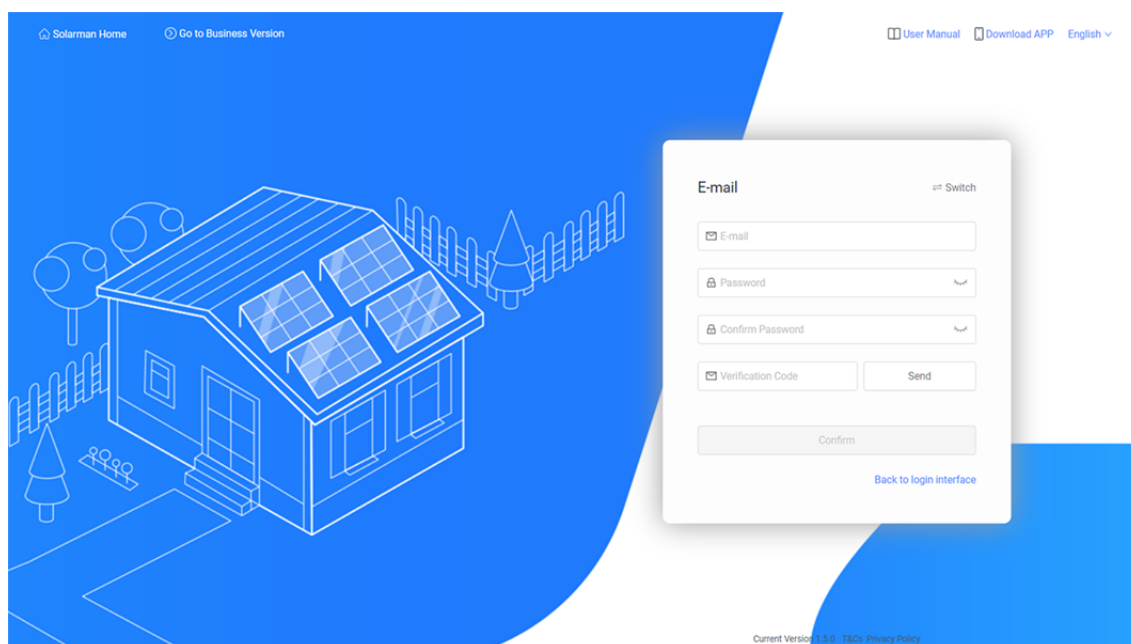 Solarman Home Go to Business Version User Manual Download APP English
E-mail Switch
E-mail
Password
Confirm Password
Verification Code Send
Confirm
Back to login interface
Current Version 1.5.0 T&Cs Privacy Policy